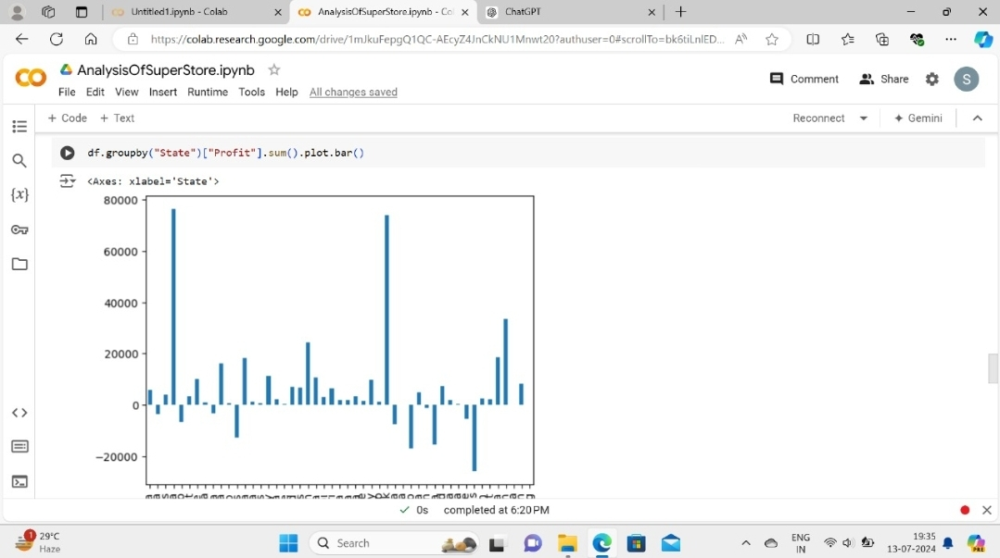 Untitled1.ipynb - Colab
AnalysisOfSuperStore.ipynb - Co
ChatGPT
https://colab.research.google.com/drive/1mJkuFepgQ1QC-AEcyZ4JnCkNU1Mnwt20?authuser=0#scrollTo=bk6tiLnlED...
AnalysisOfSuperStore.ipynb
File Edit View Insert Runtime Tools Help All changes saved
Comment
Share
S
+ Code + Text
Reconnect
Gemini
df.groupby("State")["Profit"].sum().plot.bar()
<Axes: xlabel='State'>
80000
60000
40000
20000
0
−20000
0s completed at 6:20 PM
1
29°C
Haze
Search
ENG
IN
19:35
13-07-2024
PRE